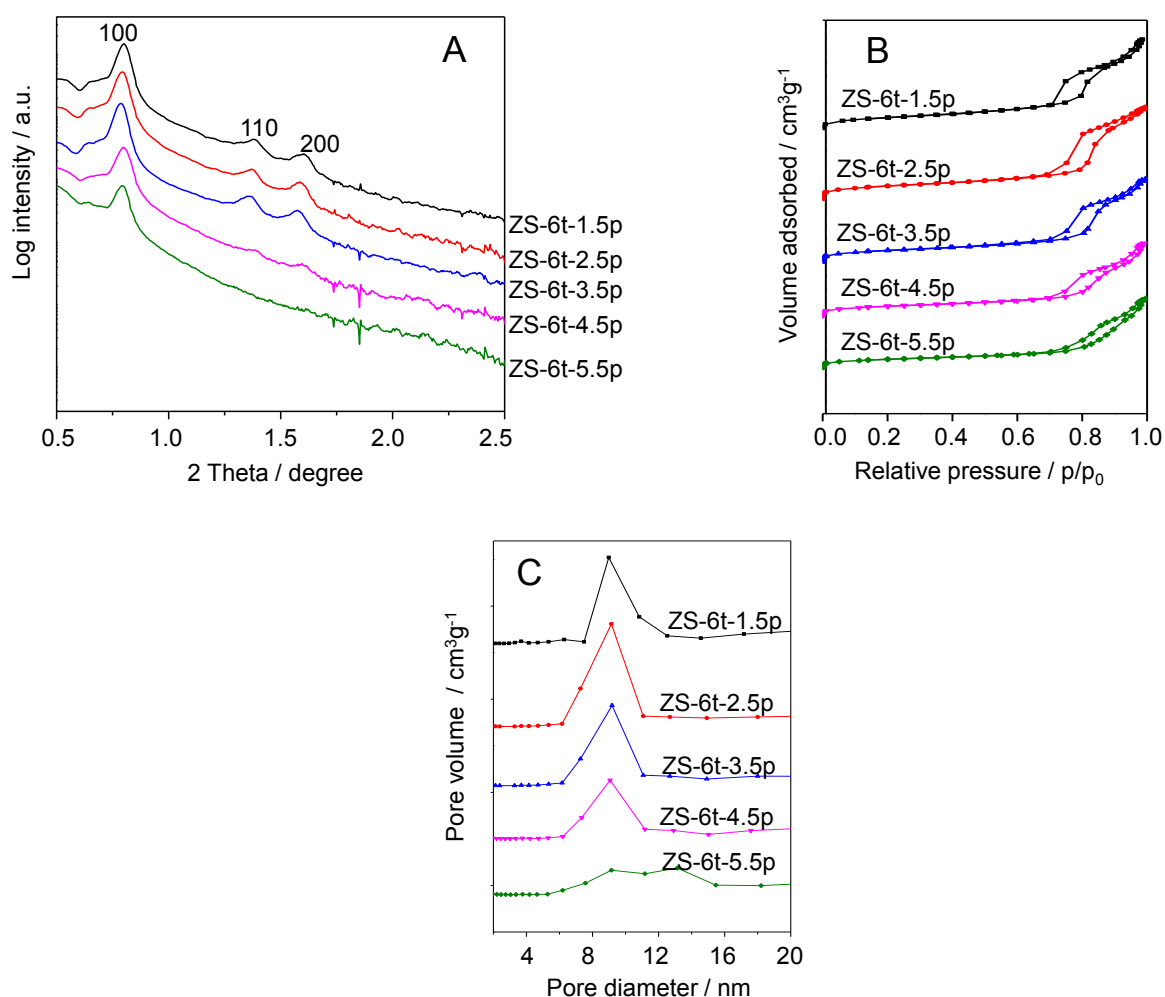 A
100
110
200
ZS-6t-1.5p
ZS-6t-2.5p
ZS-6t-3.5p
ZS-6t-4.5p
ZS-6t-5.5p
Log intensity / a.u.
0.5 1.0 1.5 2.0 2.5
2 Theta / degree
B
ZS-6t-1.5p
ZS-6t-2.5p
ZS-6t-3.5p
ZS-6t-4.5p
ZS-6t-5.5p
Volume adsorbed / cm³g⁻¹
0.0 0.2 0.4 0.6 0.8 1.0
Relative pressure / p/p₀
C
ZS-6t-1.5p
ZS-6t-2.5p
ZS-6t-3.5p
ZS-6t-4.5p
ZS-6t-5.5p
Pore volume / cm³g⁻¹
4 8 12 16 20
Pore diameter / nm